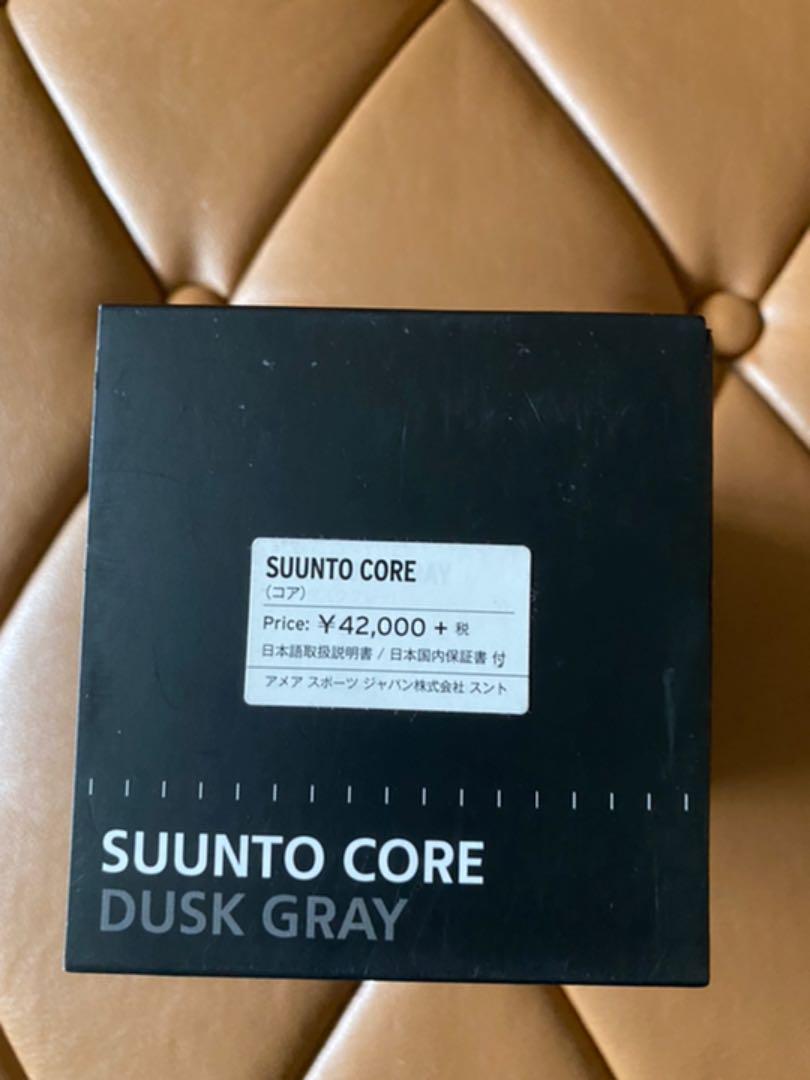 SUUNTO CORE
(コア)
Price: ￥42,000 + 税
日本語取扱説明書 / 日本国内保証書 付
アメア スポーツ ジャパン株式会社 スント
SUUNTO CORE
DUSK GRAY